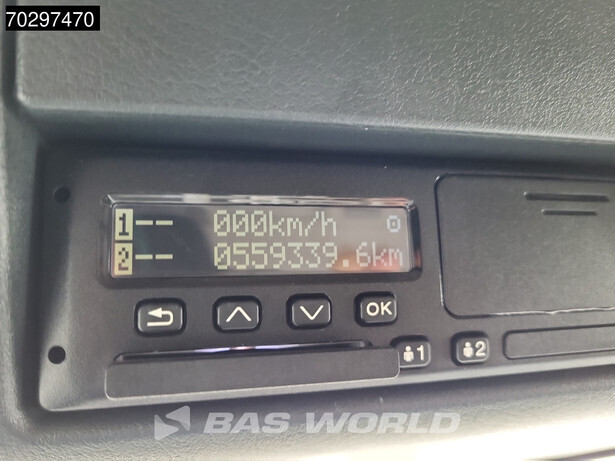 70297470
1-- 000km/h
2-- 0559339.6km
OK
1 2
BAS WORLD